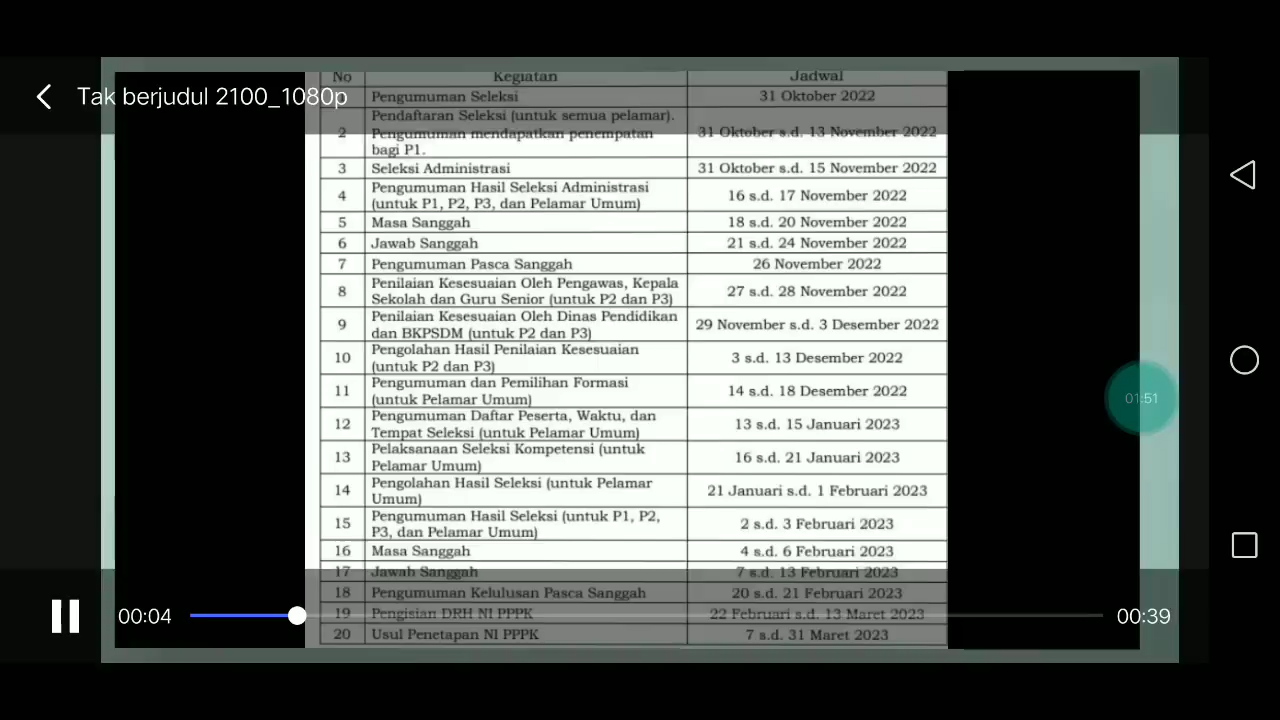 Tak berjudul 2100_1080p
No Kegiatan Jadwal
Pengumuman Seleksi 31 Oktober 2022
Pendaftaran Seleksi (untuk semua pelamar).
2 Pengumuman mendapatkan penempatan 31 Oktober s.d. 13 November 2022
bagi P1.
3 Seleksi Administrasi 31 Oktober s.d. 15 November 2022
4 Pengumuman Hasil Seleksi Administrasi 16 s.d. 17 November 2022
(untuk P1, P2, P3, dan Pelamar Umum)
5 Masa Sanggah 18 s.d. 20 November 2022
6 Jawab Sanggah 21 s.d. 24 November 2022
7 Pengumuman Pasca Sanggah 26 November 2022
8 Penilaian Kesesuaian Oleh Pengawas, Kepala 27 s.d. 28 November 2022
Sekolah dan Guru Senior (untuk P2 dan P3)
9 Penilaian Kesesuaian Oleh Dinas Pendidikan 29 November s.d. 3 Desember 2022
dan BKPSDM (untuk P2 dan P3)
10 Pengolahan Hasil Penilaian Kesesuaian 3 s.d. 13 Desember 2022
(untuk P2 dan P3)
11 Pengumuman dan Pemilihan Formasi 14 s.d. 18 Desember 2022
(untuk Pelamar Umum)
12 Pengumuman Daftar Peserta, Waktu, dan 13 s.d. 15 Januari 2023
Tempat Seleksi (untuk Pelamar Umum)
13 Pelaksanaan Seleksi Kompetensi (untuk 16 s.d. 21 Januari 2023
Pelamar Umum)
14 Pengolahan Hasil Seleksi (untuk Pelamar 21 Januari s.d. 1 Februari 2023
Umum)
15 Pengumuman Hasil Seleksi (untuk P1, P2, 2 s.d. 3 Februari 2023
P3, dan Pelamar Umum)
16 Masa Sanggah 4 s.d. 6 Februari 2023
17 Jawab Sanggah 7 s.d. 13 Februari 2023
18 Pengumuman Kelulusan Pasca Sanggah 20 s.d. 21 Februari 2023
19 Pengisian DRH NI PPPK 22 Februari s.d. 13 Maret 2023
20 Usul Penetapan NI PPPK 7 s.d. 31 Maret 2023
01:51
00:04 00:39